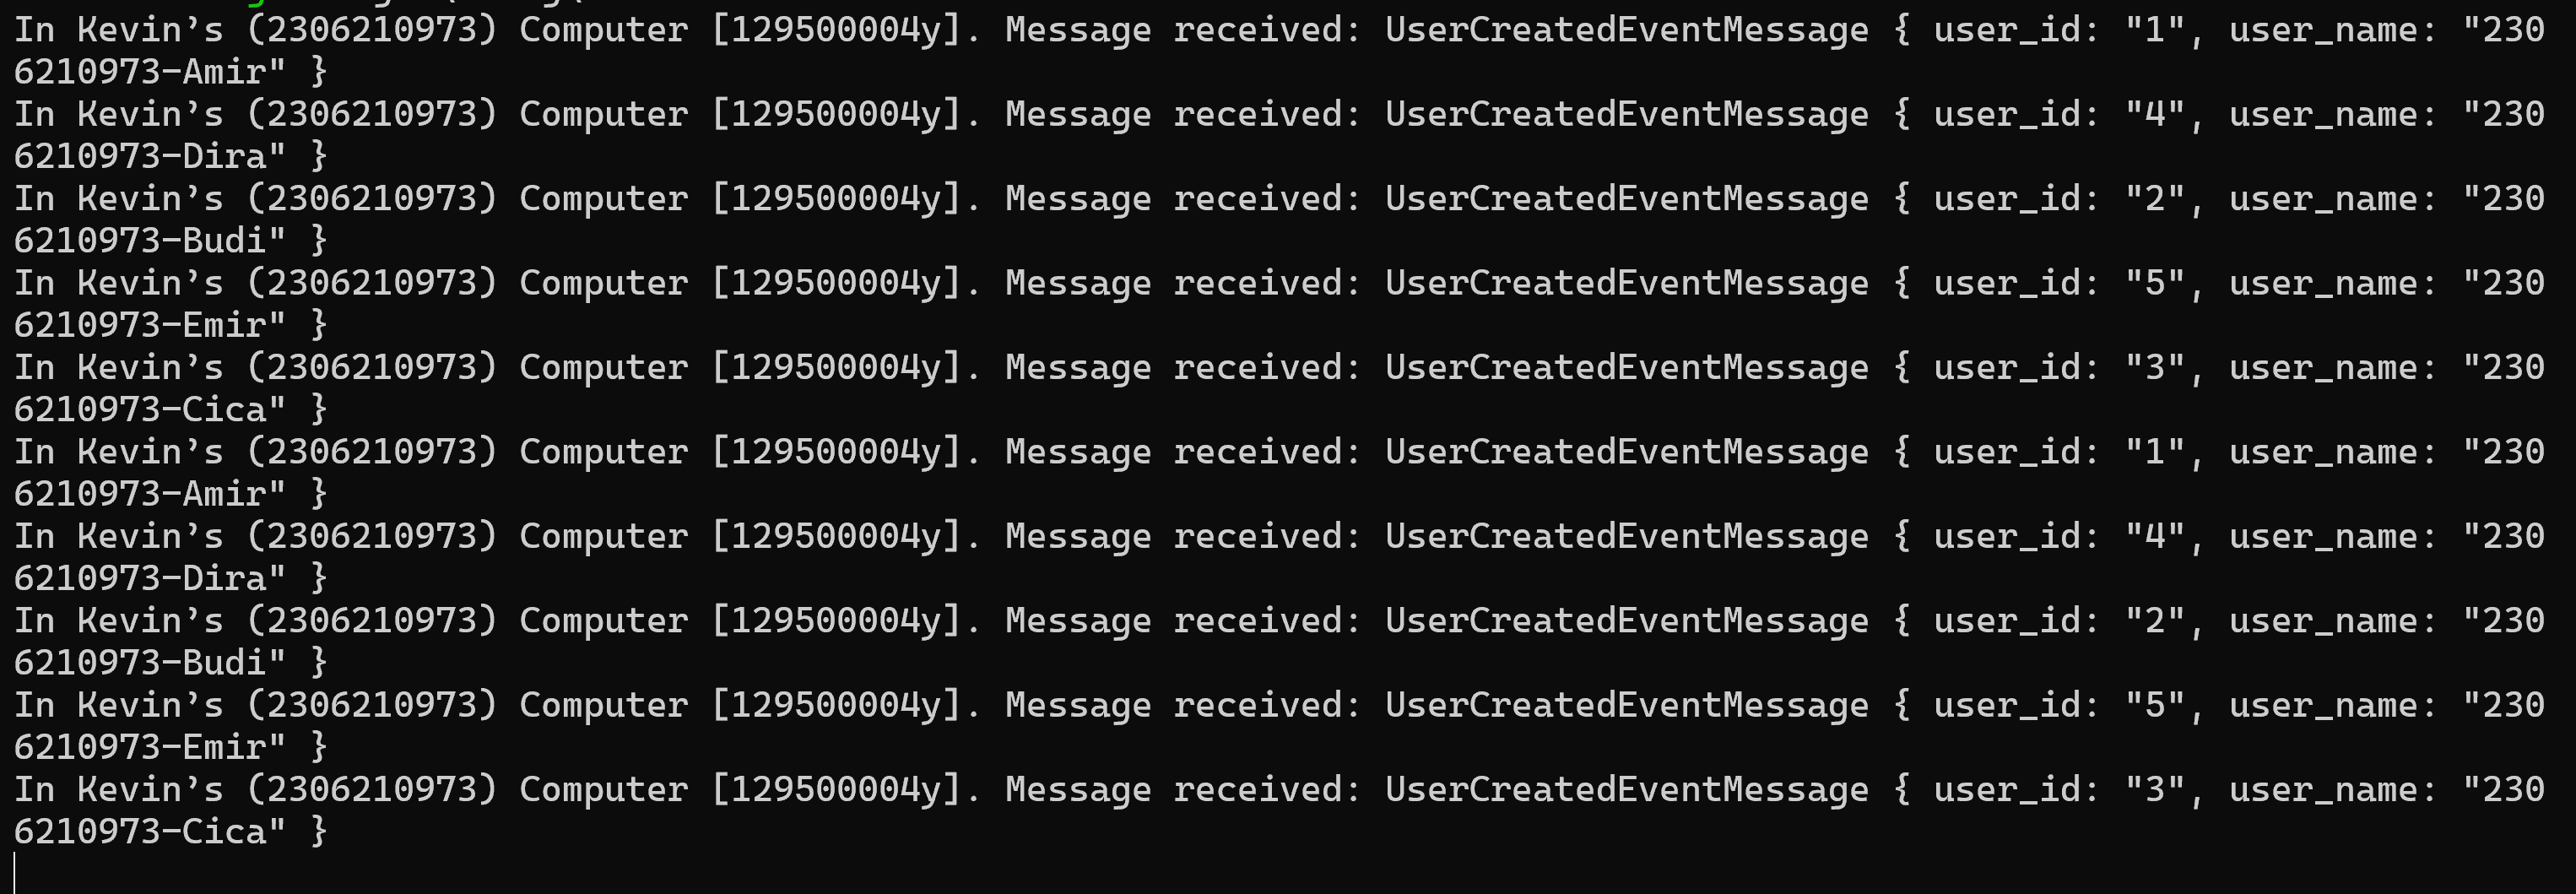 In Kevin’s (2306210973) Computer [129500004y]. Message received: UserCreatedEventMessage { user_id: "1", user_name: "230
6210973-Amir" }
In Kevin’s (2306210973) Computer [129500004y]. Message received: UserCreatedEventMessage { user_id: "4", user_name: "230
6210973-Dira" }
In Kevin’s (2306210973) Computer [129500004y]. Message received: UserCreatedEventMessage { user_id: "2", user_name: "230
6210973-Budi" }
In Kevin’s (2306210973) Computer [129500004y]. Message received: UserCreatedEventMessage { user_id: "5", user_name: "230
6210973-Emir" }
In Kevin’s (2306210973) Computer [129500004y]. Message received: UserCreatedEventMessage { user_id: "3", user_name: "230
6210973-Cica" }
In Kevin’s (2306210973) Computer [129500004y]. Message received: UserCreatedEventMessage { user_id: "1", user_name: "230
6210973-Amir" }
In Kevin’s (2306210973) Computer [129500004y]. Message received: UserCreatedEventMessage { user_id: "4", user_name: "230
6210973-Dira" }
In Kevin’s (2306210973) Computer [129500004y]. Message received: UserCreatedEventMessage { user_id: "2", user_name: "230
6210973-Budi" }
In Kevin’s (2306210973) Computer [129500004y]. Message received: UserCreatedEventMessage { user_id: "5", user_name: "230
6210973-Emir" }
In Kevin’s (2306210973) Computer [129500004y]. Message received: UserCreatedEventMessage { user_id: "3", user_name: "230
6210973-Cica" }